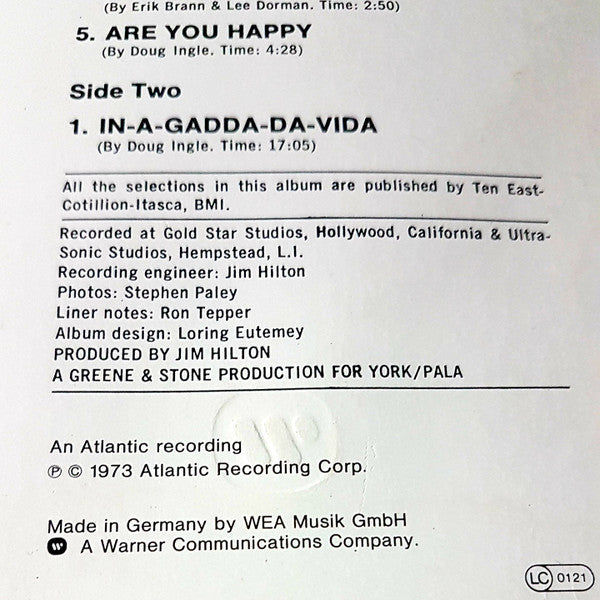 (By Erik Brann & Lee Dorman. Time: 2:50)
5. ARE YOU HAPPY
(By Doug Ingle. Time: 4:28)
Side Two
1. IN-A-GADDA-DA-VIDA
(By Doug Ingle. Time: 17:05)
All the selections in this album are published by Ten East-
Cotillion-Itasca, BMI.
Recorded at Gold Star Studios, Hollywood, California & Ultra-
Sonic Studios, Hempstead, L.I.
Recording engineer: Jim Hilton
Photos: Stephen Paley
Liner notes: Ron Tepper
Album design: Loring Eutemey
PRODUCED BY JIM HILTON
A GREENE & STONE PRODUCTION FOR YORK/PALA
An Atlantic recording
℗ © 1973 Atlantic Recording Corp.
Made in Germany by WEA Musik GmbH
A Warner Communications Company.
LC 0121